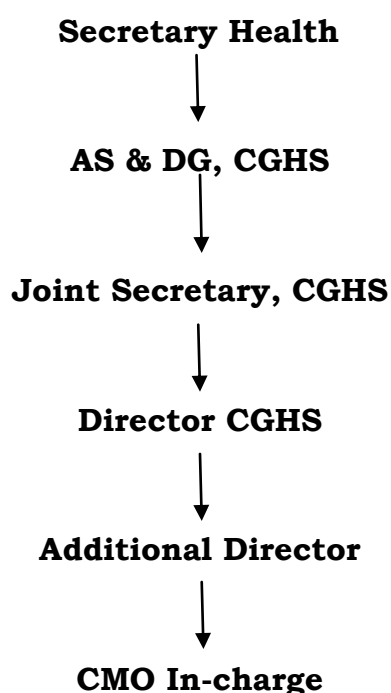 Secretary Health
AS & DG, CGHS
Joint Secretary, CGHS
Director CGHS
Additional Director
CMO In-charge